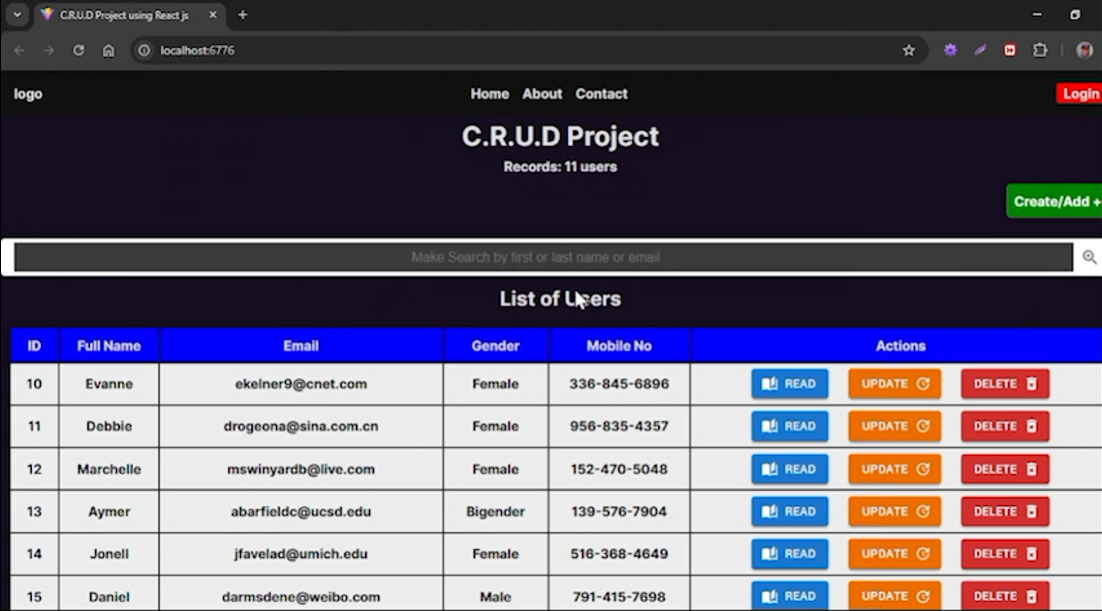 C.R.U.D Project using React js
localhost:6776
logo Home About Contact Login
C.R.U.D Project
Records: 11 users
Create/Add +
Make Search by first or last name or email
List of Users
ID Full Name Email Gender Mobile No Actions
10 Evanne ekelner9@cnet.com Female 336-845-6896 READ UPDATE DELETE
11 Debbie drogeona@sina.com.cn Female 956-835-4357 READ UPDATE DELETE
12 Marchelle mswinyardb@live.com Female 152-470-5048 READ UPDATE DELETE
13 Aymer abarfieldc@ucsd.edu Bigender 139-576-7904 READ UPDATE DELETE
14 Jonell jfavelad@umich.edu Female 516-368-4649 READ UPDATE DELETE
15 Daniel darmsdene@weibo.com Male 791-415-7698 READ UPDATE DELETE